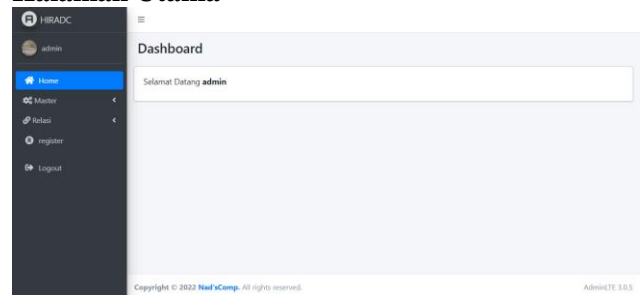 HIRADC
admin
Home
Master
Relasi
register
Logout
Dashboard
Selamat Datang admin
Copyright © 2022 Nad'sComp. All rights reserved.
AdminLTE 3.0.5